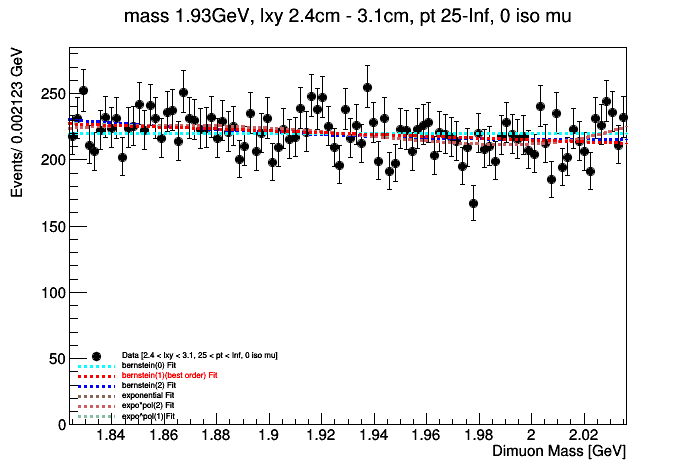 mass 1.93GeV, lxy 2.4cm - 3.1cm, pt 25-Inf, 0 iso mu
Events/ 0.002123 GeV
250
200
150
100
50
0
Data [2.4 < lxy < 3.1, 25 < pt < Inf, 0 iso mu]
bernstein(0) Fit
bernstein(1)(best order) Fit
bernstein(2) Fit
exponential Fit
expo*pol(2) Fit
expo*pol(1) Fit
1.84 1.86 1.88 1.9 1.92 1.94 1.96 1.98 2 2.02
Dimuon Mass [GeV]